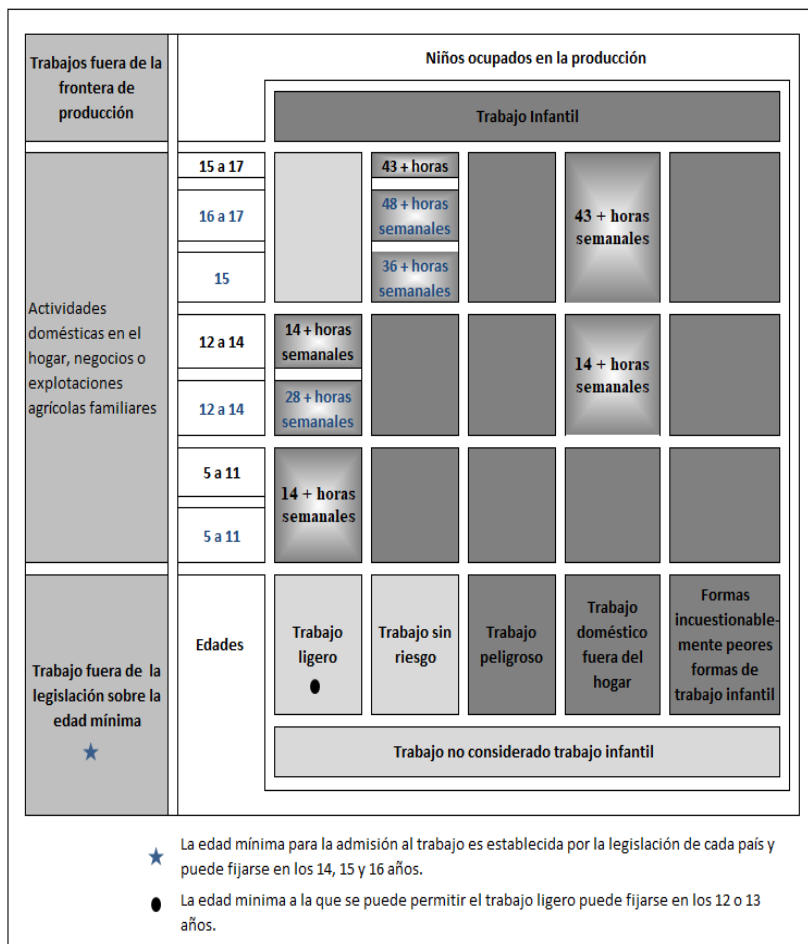 Trabajos fuera de la
frontera de
producción
Niños ocupados en la producción
Trabajo Infantil
Actividades
domésticas en el
hogar, negocios o
explotaciones
agrícolas familiares
15 a 17
43 + horas
16 a 17
48 + horas
semanales
15
36 + horas
semanales
43 + horas
semanales
12 a 14
14 + horas
semanales
12 a 14
28 + horas
semanales
14 + horas
semanales
5 a 11
5 a 11
14 + horas
semanales
Trabajo fuera de la
legislación sobre la
edad mínima
Edades
Trabajo
ligero
Trabajo sin
riesgo
Trabajo
peligroso
Trabajo
doméstico
fuera del
hogar
Formas
incuestionable-
mente peores
formas de
trabajo infantil
Trabajo no considerado trabajo infantil
La edad mínima para la admisión al trabajo es establecida por la legislación de cada país y
puede fijarse en los 14, 15 y 16 años.
La edad minima a la que se puede permitir el trabajo ligero puede fijarse en los 12 o 13
años.